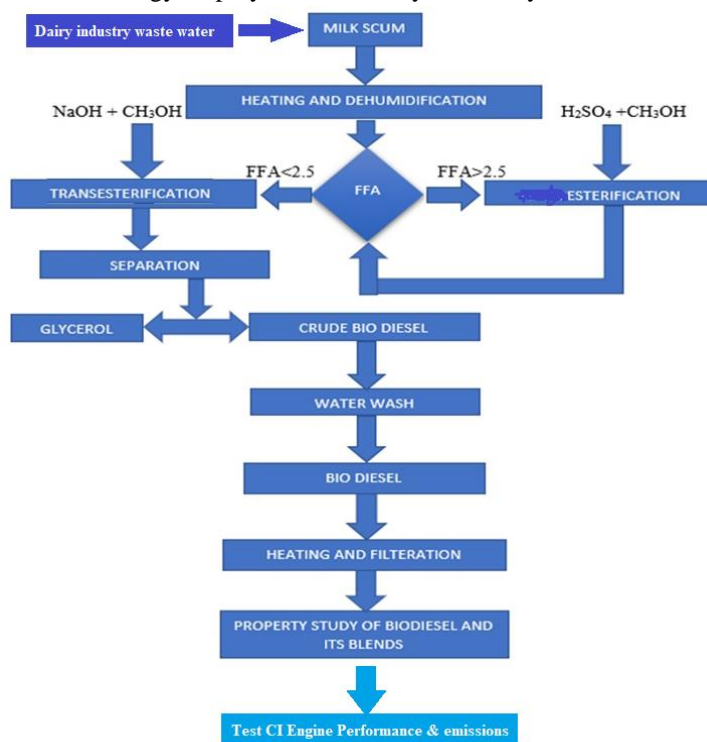 Dairy industry waste water
MILK SCUM
HEATING AND DEHUMIDIFICATION
NaOH + CH₃OH
H₂SO₄ +CH₃OH
FFA<2.5
FFA
FFA>2.5
TRANSESTERIFICATION
ESTERIFICATION
SEPARATION
GLYCEROL
CRUDE BIO DIESEL
WATER WASH
BIO DIESEL
HEATING AND FILTERATION
PROPERTY STUDY OF BIODIESEL AND
ITS BLENDS
Test CI Engine Performance & emissions